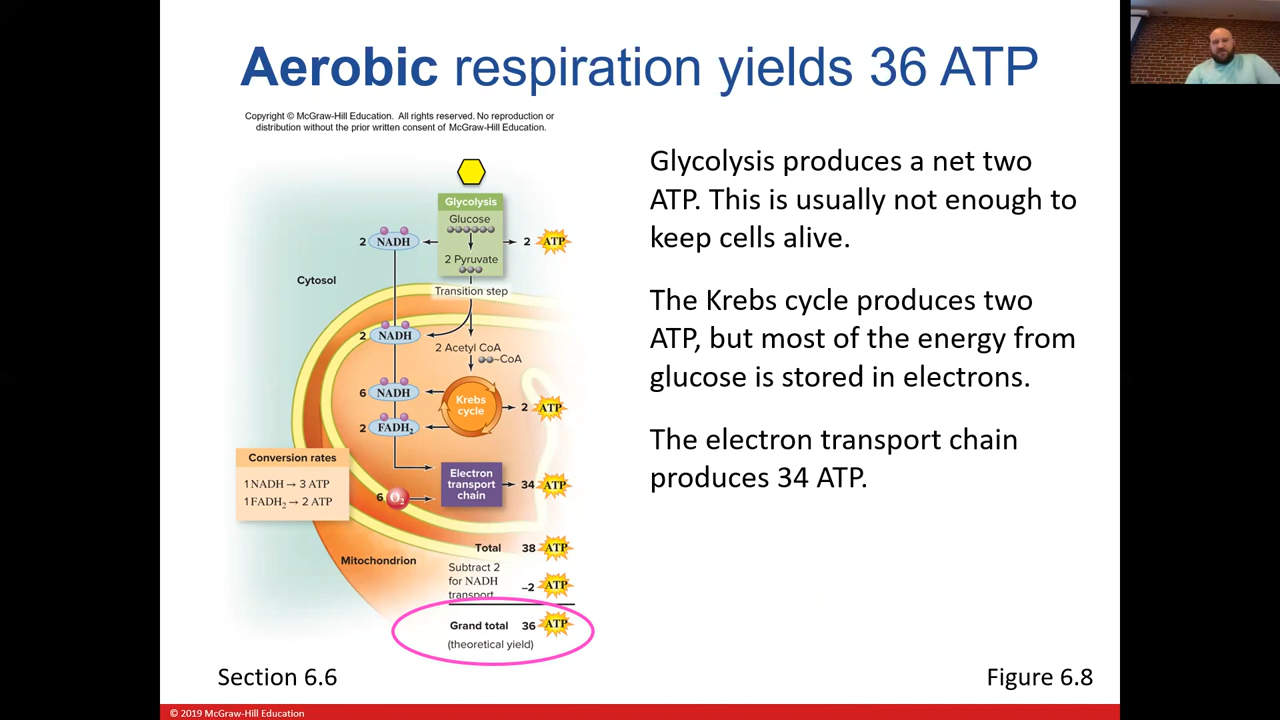 Aerobic respiration yields 36 ATP
Copyright © McGraw-Hill Education. All rights reserved. No reproduction or
distribution without the prior written consent of McGraw-Hill Education.
Glycolysis
Glucose
2 NADH
2 ATP
2 Pyruvate
Cytosol
Transition step
2 NADH
2 Acetyl CoA
CoA
6 NADH
Krebs
cycle
2 ATP
2 FADH₂
Conversion rates
1 NADH → 3 ATP
1 FADH₂ → 2 ATP
6 O₂
Electron
transport
chain
34 ATP
Mitochondrion
Total 38 ATP
Subtract 2
for NADH
transport
–2 ATP
Grand total 36 ATP
(theoretical yield)
Glycolysis produces a net two
ATP. This is usually not enough to
keep cells alive.
The Krebs cycle produces two
ATP, but most of the energy from
glucose is stored in electrons.
The electron transport chain
produces 34 ATP.
Section 6.6
Figure 6.8
© 2019 McGraw-Hill Education